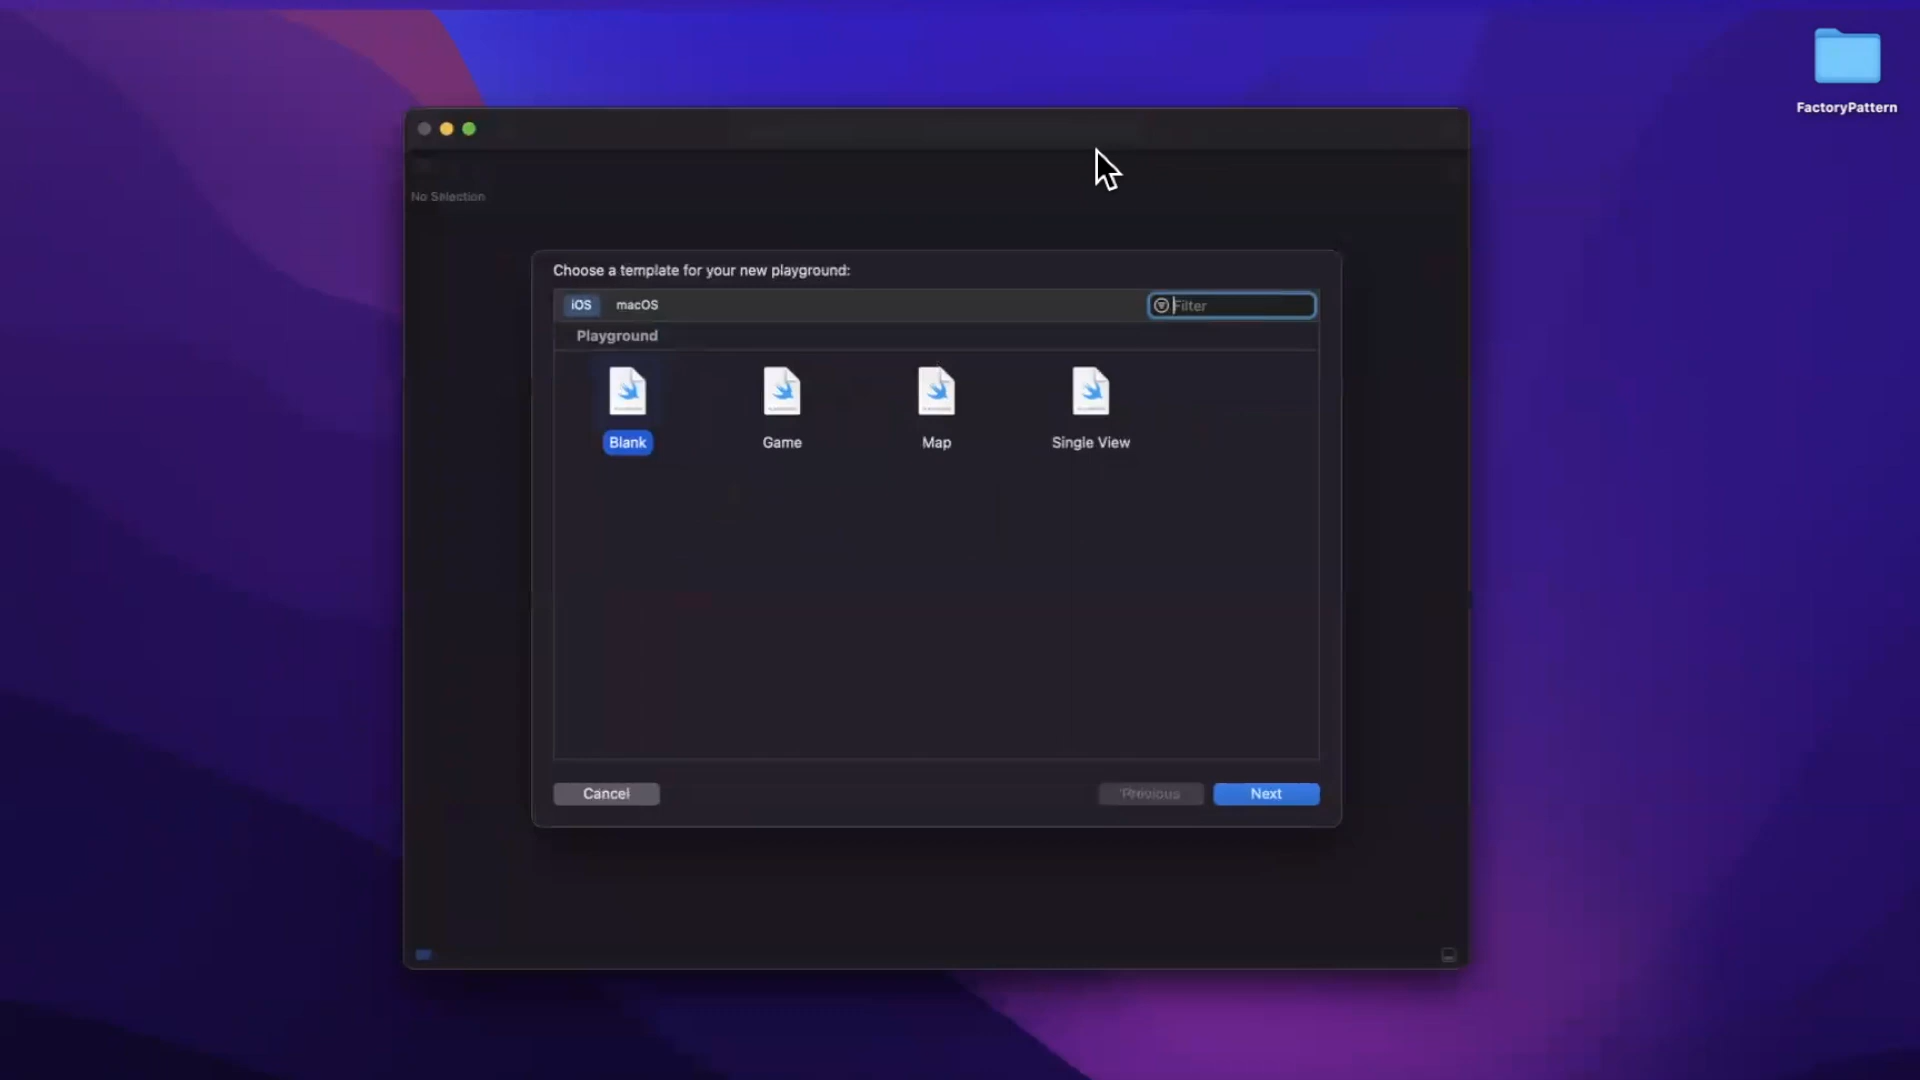 FactoryPattern
No Selection
Choose a template for your new playground:
iOS macOS Filter
Playground
Blank Game Map Single View
Cancel Previous Next